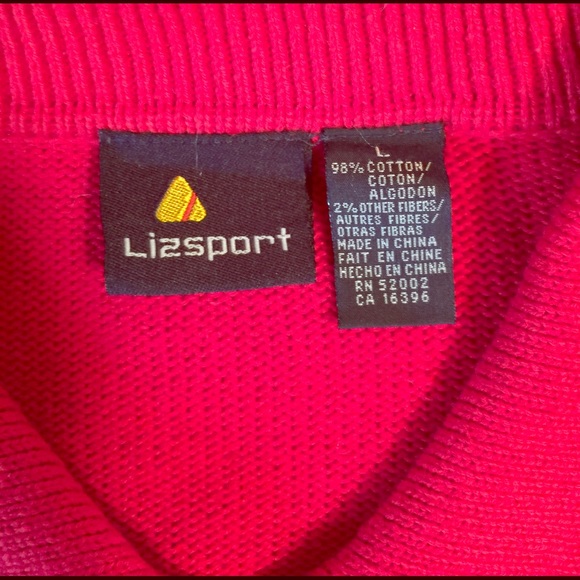 Lizsport
L
98% COTTON/
COTON/
ALGODON
2% OTHER FIBERS/
AUTRES FIBRES/
OTRAS FIBRAS
MADE IN CHINA
FAIT EN CHINE
HECHO EN CHINA
RN 52002
CA 16396